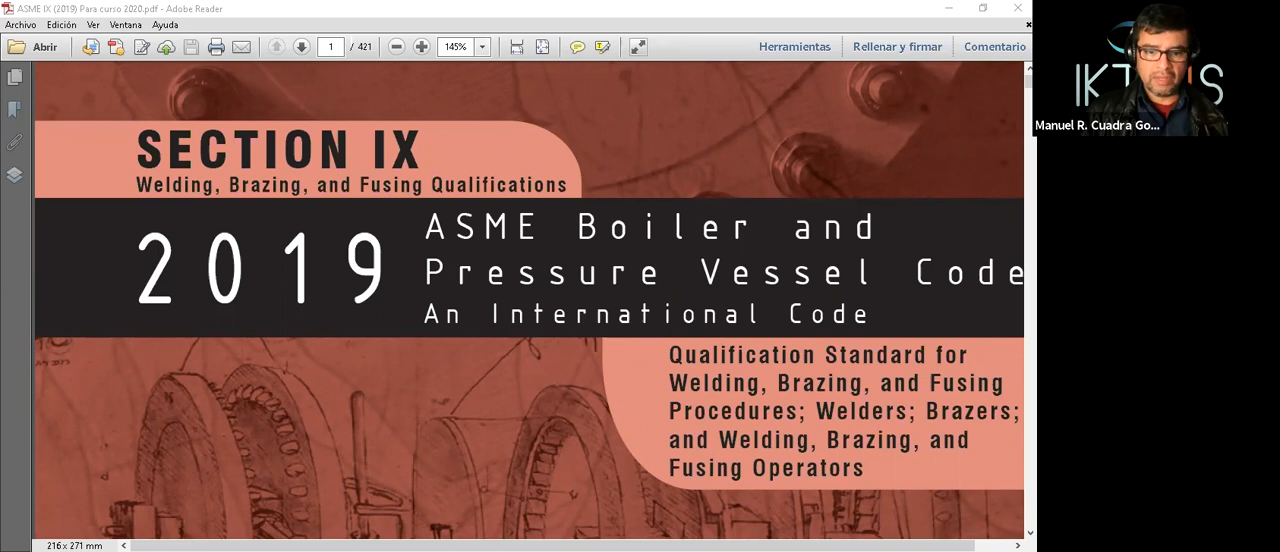 ASME IX (2019) Para curso 2020.pdf - Adobe Reader
Archivo Edición Ver Ventana Ayuda
Abrir
1 / 421
145%
Herramientas Rellenar y firmar Comentario
SECTION IX
Welding, Brazing, and Fusing Qualifications
2019
ASME Boiler and
Pressure Vessel Code
An International Code
Qualification Standard for
Welding, Brazing, and Fusing
Procedures; Welders; Brazers;
and Welding, Brazing, and
Fusing Operators
216 x 271 mm
Manuel R. Cuadra Go...